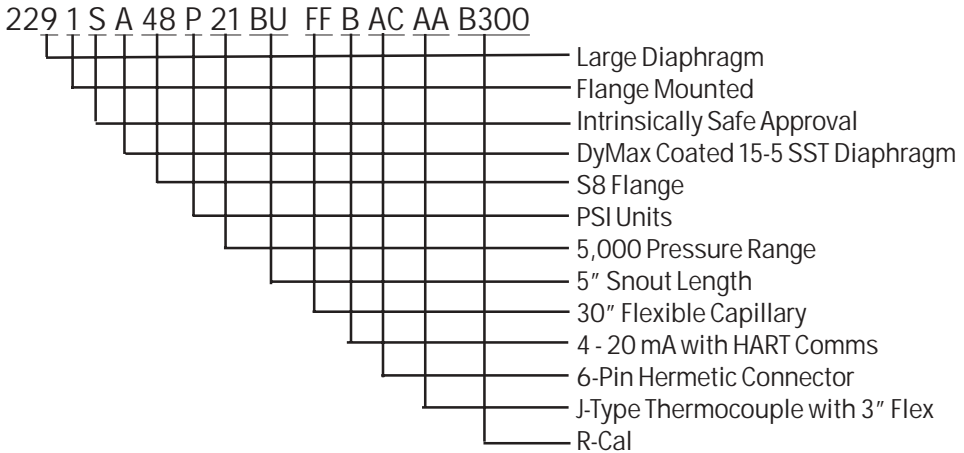 2291 S A 48 P 21 BU FF B AC AA B300
Large Diaphragm
Flange Mounted
Intrinsically Safe Approval
DyMax Coated 15-5 SST Diaphragm
S8 Flange
PSI Units
5,000 Pressure Range
5" Snout Length
30" Flexible Capillary
4 - 20 mA with HART Comms
6-Pin Hermetic Connector
J-Type Thermocouple with 3" Flex
R-Cal